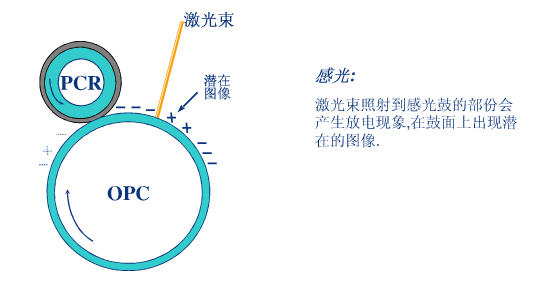 激光束
PCR
潜在
图像
OPC
感光:
激光束照射到感光鼓的部份会
产生放电现象,在鼓面上出现潜
在的图像.